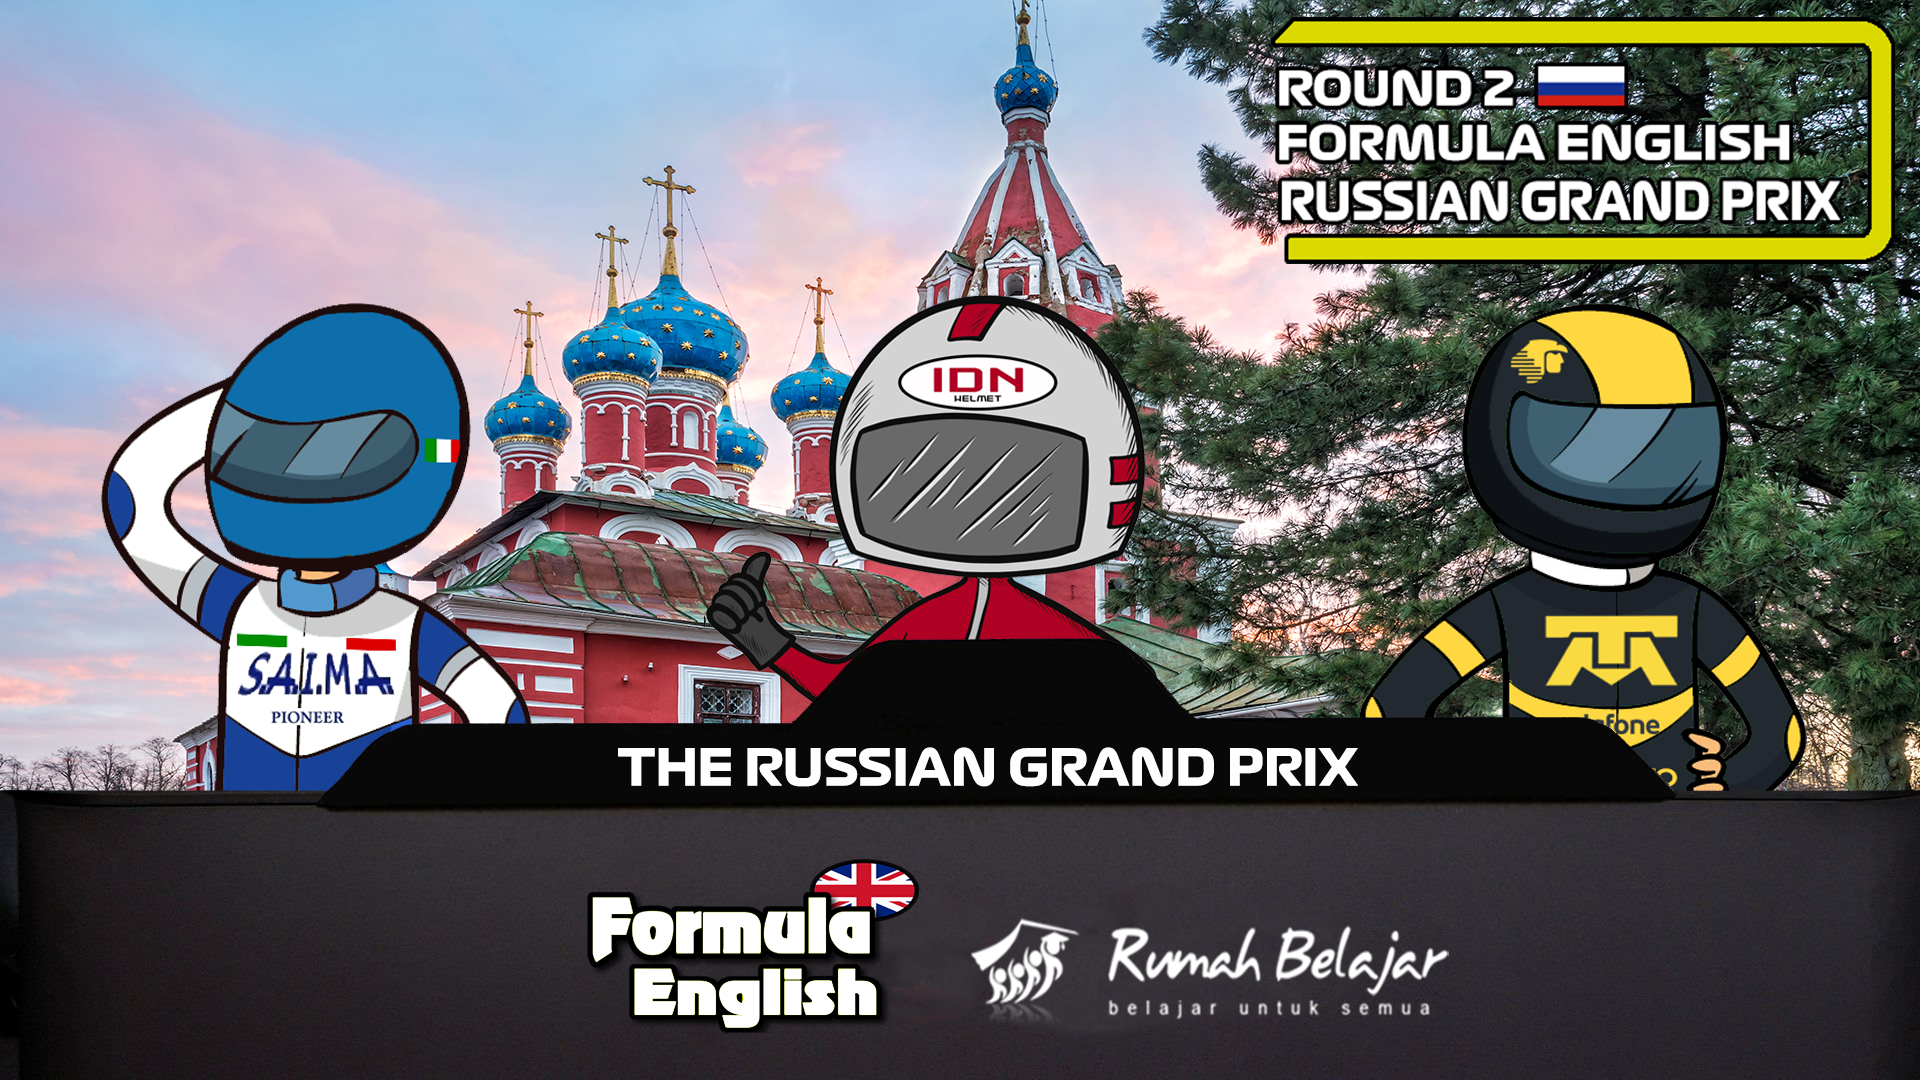 ROUND 2
FORMULA ENGLISH
RUSSIAN GRAND PRIX
IDN
HELMET
S.A.I.M.A
PIONEER
THE RUSSIAN GRAND PRIX
Formula
English
Rumah Belajar
belajar untuk semua